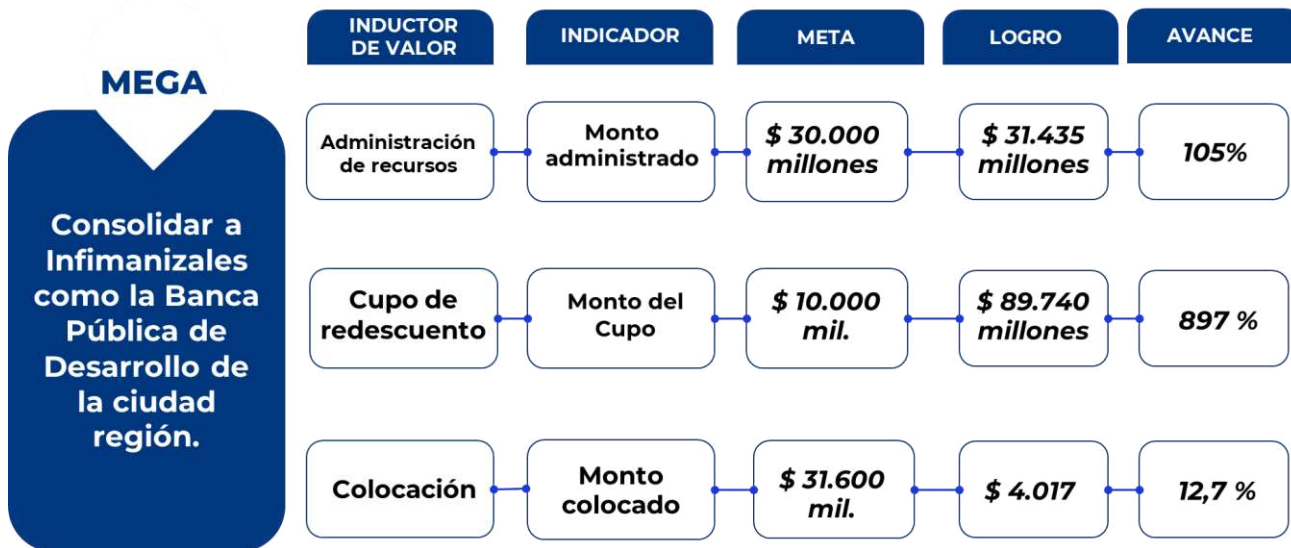 MEGA
Consolidar a
Infimanizales
como la Banca
Pública de
Desarrollo de
la ciudad
región.
INDUCTOR
DE VALOR
INDICADOR
META
LOGRO
AVANCE
Administración
de recursos
Monto
administrado
$ 30.000
millones
$ 31.435
millones
105%
Cupo de
redescuento
Monto del
Cupo
$ 10.000
mil.
$ 89.740
millones
897 %
Colocación
Monto
colocado
$ 31.600
mil.
$ 4.017
12,7 %